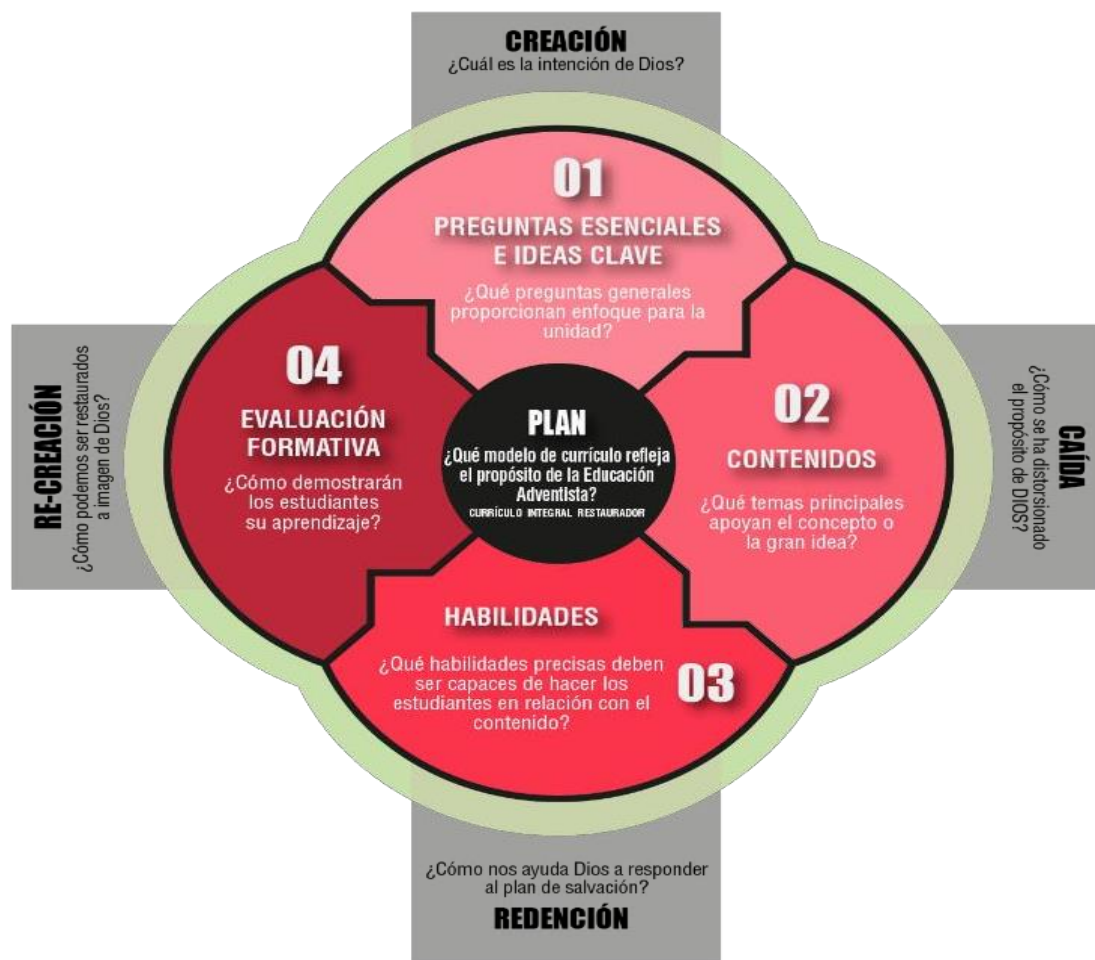 CREACIÓN
¿Cuál es la intención de Dios?
01
PREGUNTAS ESENCIALES
E IDEAS CLAVE
¿Qué preguntas generales
proporcionan enfoque para la
unidad?
02
CONTENIDOS
¿Qué temas principales
apoyan el concepto o
la gran idea?
CAÍDA
¿Cómo se ha distorsionado
el propósito de DIOS?
PLAN
¿Qué modelo de currículo refleja
el propósito de la Educación
Adventista?
CURRÍCULO INTEGRAL RESTAURADOR
HABILIDADES
¿Qué habilidades precisas deben
ser capaces de hacer los
estudiantes en relación con el
contenido?
03
¿Cómo nos ayuda Dios a responder
al plan de salvación?
REDENCIÓN
04
EVALUACIÓN
FORMATIVA
¿Cómo demostrarán
los estudiantes
su aprendizaje?
RE-CREACIÓN
¿Cómo podemos ser restaurados
a imagen de Dios?